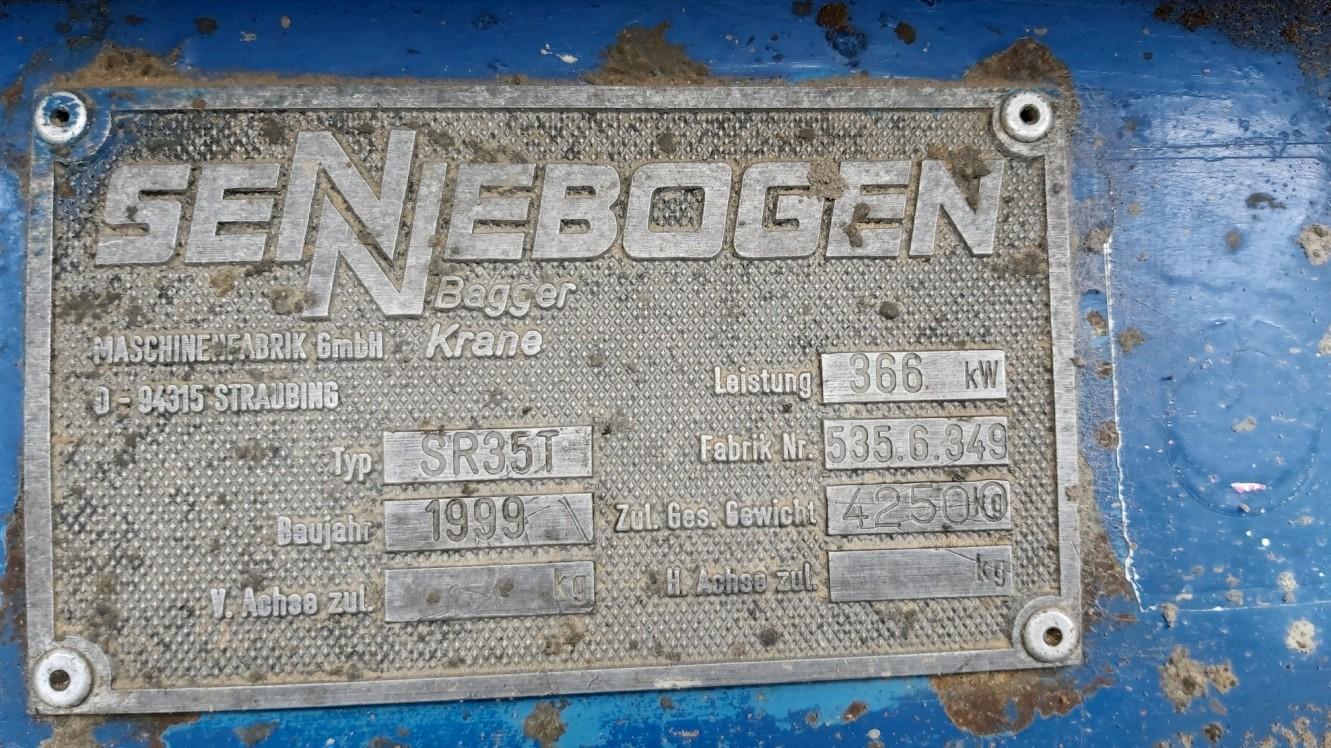 SENNEBOGEN
Bagger
Krane
MASCHINENFABRIK GmbH
D - 94315 STRAUBING
Leistung 366 kW
Typ SR35T
Fabrik Nr. 535.6.349
Baujahr 1999
Zul. Ges. Gewicht 42500 kg
V. Achse zul. kg
H. Achse zul. kg